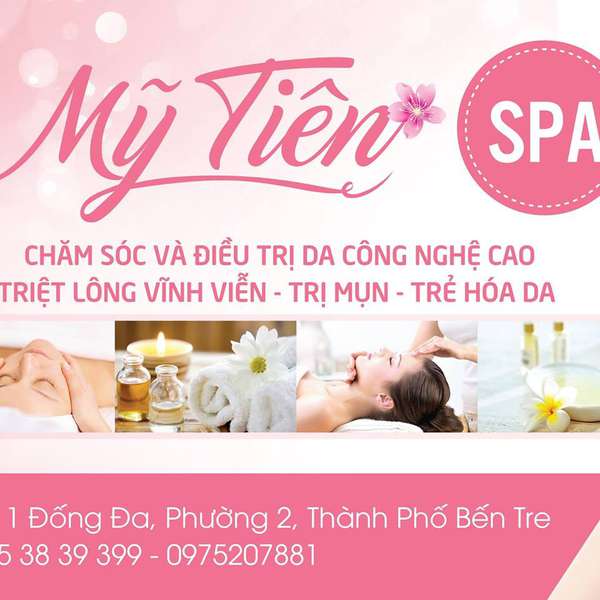 Mỹ Tiên
SPA
CHĂM SÓC VÀ ĐIỀU TRỊ DA CÔNG NGHỆ CAO
TRIỆT LÔNG VĨNH VIỄN - TRỊ MỤN - TRẺ HÓA DA
1 Đống Đa, Phường 2, Thành Phố Bến Tre
5 38 39 399 - 0975207881